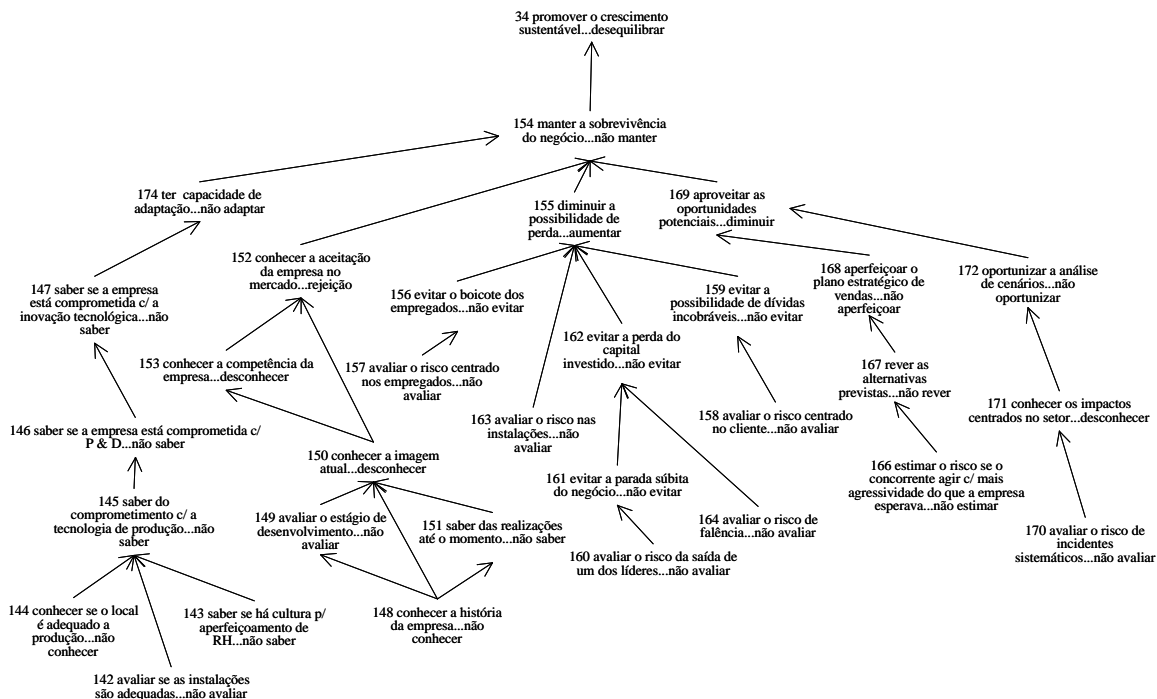 34 promover o crescimento
sustentável...desequilibrar
154 manter a sobrevivência
do negócio...não manter
174 ter capacidade de
adaptação...não adaptar
155 diminuir a
possibilidade de
perda...aumentar
169 aproveitar as
oportunidades
potenciais...diminuir
152 conhecer a aceitação
da empresa no
mercado...rejeição
147 saber se a empresa
está comprometida c/ a
inovação tecnológica...não
saber
156 evitar o boicote dos
empregados...não evitar
159 evitar a
possibilidade de dívidas
incobráveis...não evitar
168 aperfeiçoar o
plano estratégico de
vendas...não
aperfeiçoar
172 oportunizar a análise
de cenários...não
oportunizar
153 conhecer a competência da
empresa...desconhecer
157 avaliar o risco centrado
nos empregados...não
avaliar
162 evitar a perda do
capital
investido...não evitar
167 rever as
alternativas
previstas...não rever
163 avaliar o risco nas
instalações...não
avaliar
158 avaliar o risco centrado
no cliente...não avaliar
171 conhecer os impactos
centrados no setor...desconhecer
146 saber se a empresa está comprometida c/
P & D...não saber
150 conhecer a imagem
atual...desconhecer
161 evitar a parada súbita
do negócio...não evitar
166 estimar o risco se o
concorrente agir c/ mais
agressividade do que a empresa
esperava...não estimar
145 saber do
comprometimento c/ a
tecnologia de produção...não
saber
149 avaliar o estágio de
desenvolvimento...não
avaliar
151 saber das realizações
até o momento...não saber
164 avaliar o risco de
falência...não avaliar
170 avaliar o risco de
incidentes
sistemáticos...não avaliar
160 avaliar o risco da saída de
um dos líderes...não avaliar
144 conhecer se o local
é adequado a
produção...não
conhecer
143 saber se há cultura p/
aperfeiçoamento de
RH...não saber
148 conhecer a história
da empresa...não
conhecer
142 avaliar se as instalações
são adequadas...não avaliar